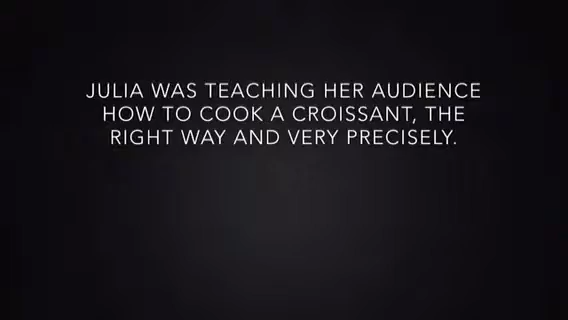 JULIA WAS TEACHING HER AUDIENCE
HOW TO COOK A CROISSANT, THE
RIGHT WAY AND VERY PRECISELY.